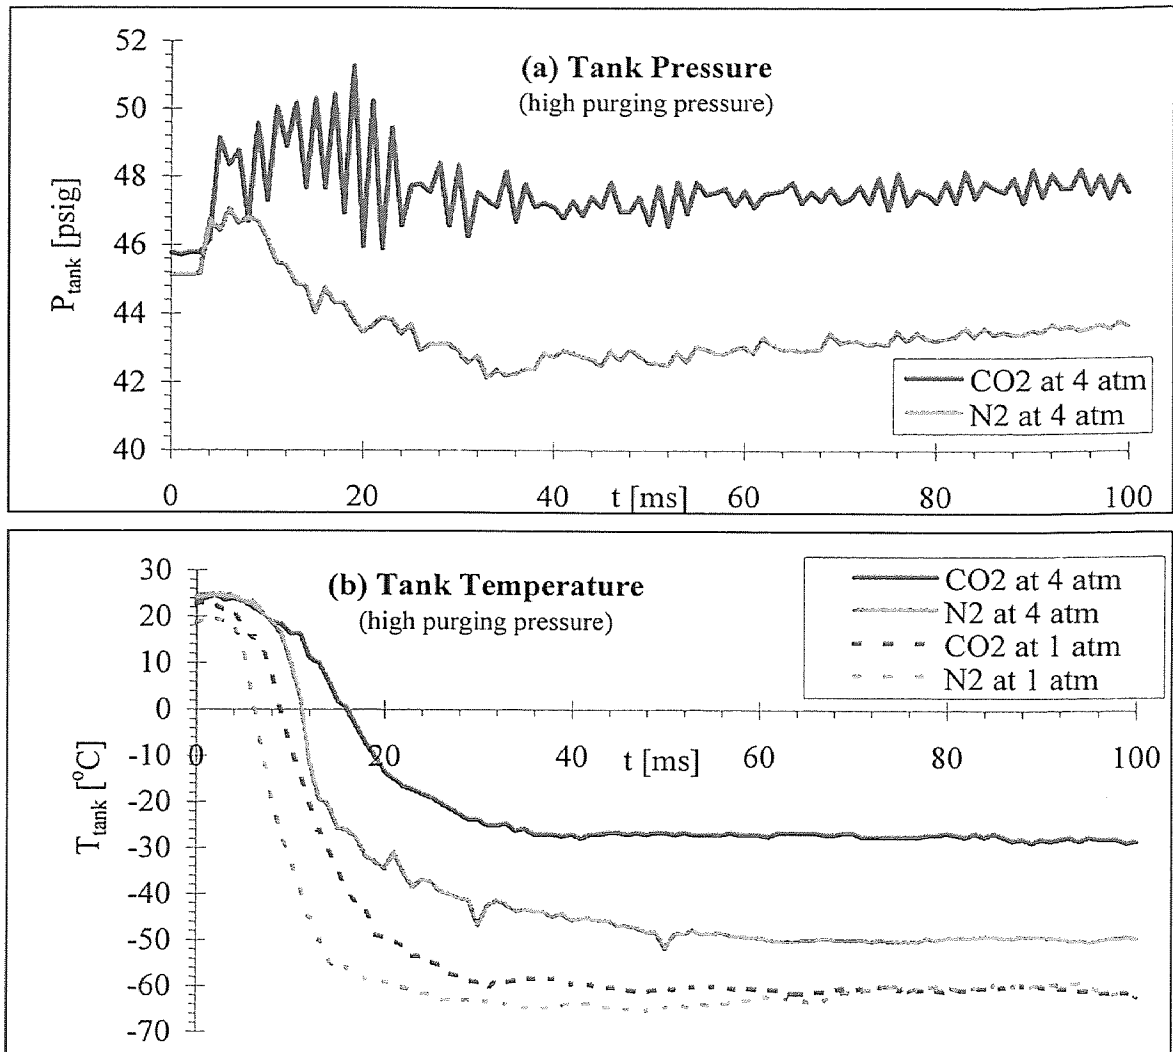 (a) Tank Pressure
(high purging pressure)
52
50
48
46
44
42
40
P_tank [psig]
CO2 at 4 atm
N2 at 4 atm
0 20 40 t [ms] 60 80 100
(b) Tank Temperature
(high purging pressure)
CO2 at 4 atm
N2 at 4 atm
CO2 at 1 atm
N2 at 1 atm
30
20
10
0
-10
-20
-30
-40
-50
-60
-70
T_tank [°C]
0 20 40 t [ms] 60 80 100